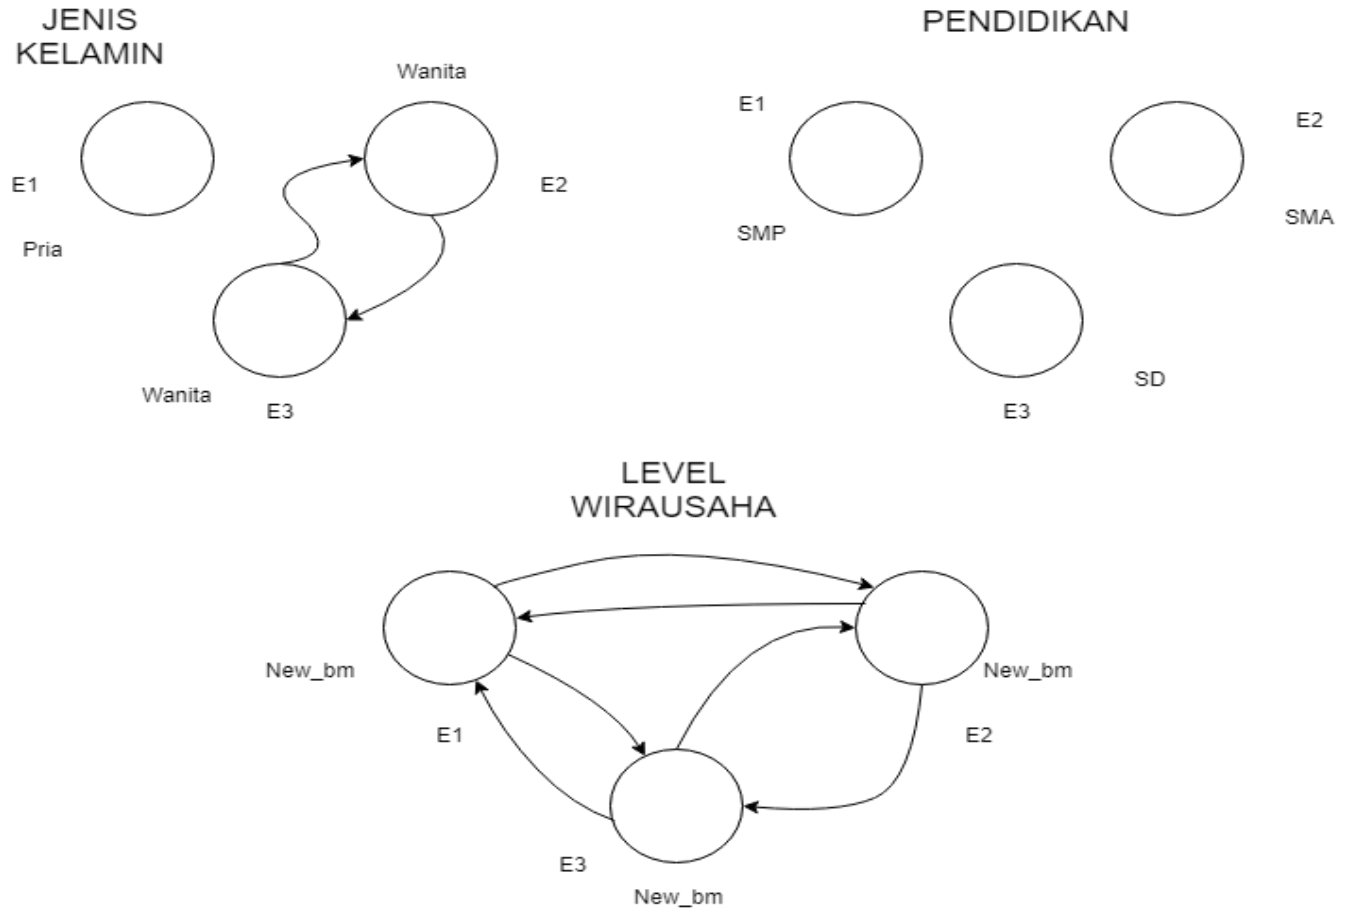 JENIS
KELAMIN
Wanita
E1
E2
Pria
Wanita
E3
PENDIDIKAN
E1
E2
SMP
SMA
SD
E3
LEVEL
WIRAUSAHA
New_bm
New_bm
E1
E2
E3
New_bm